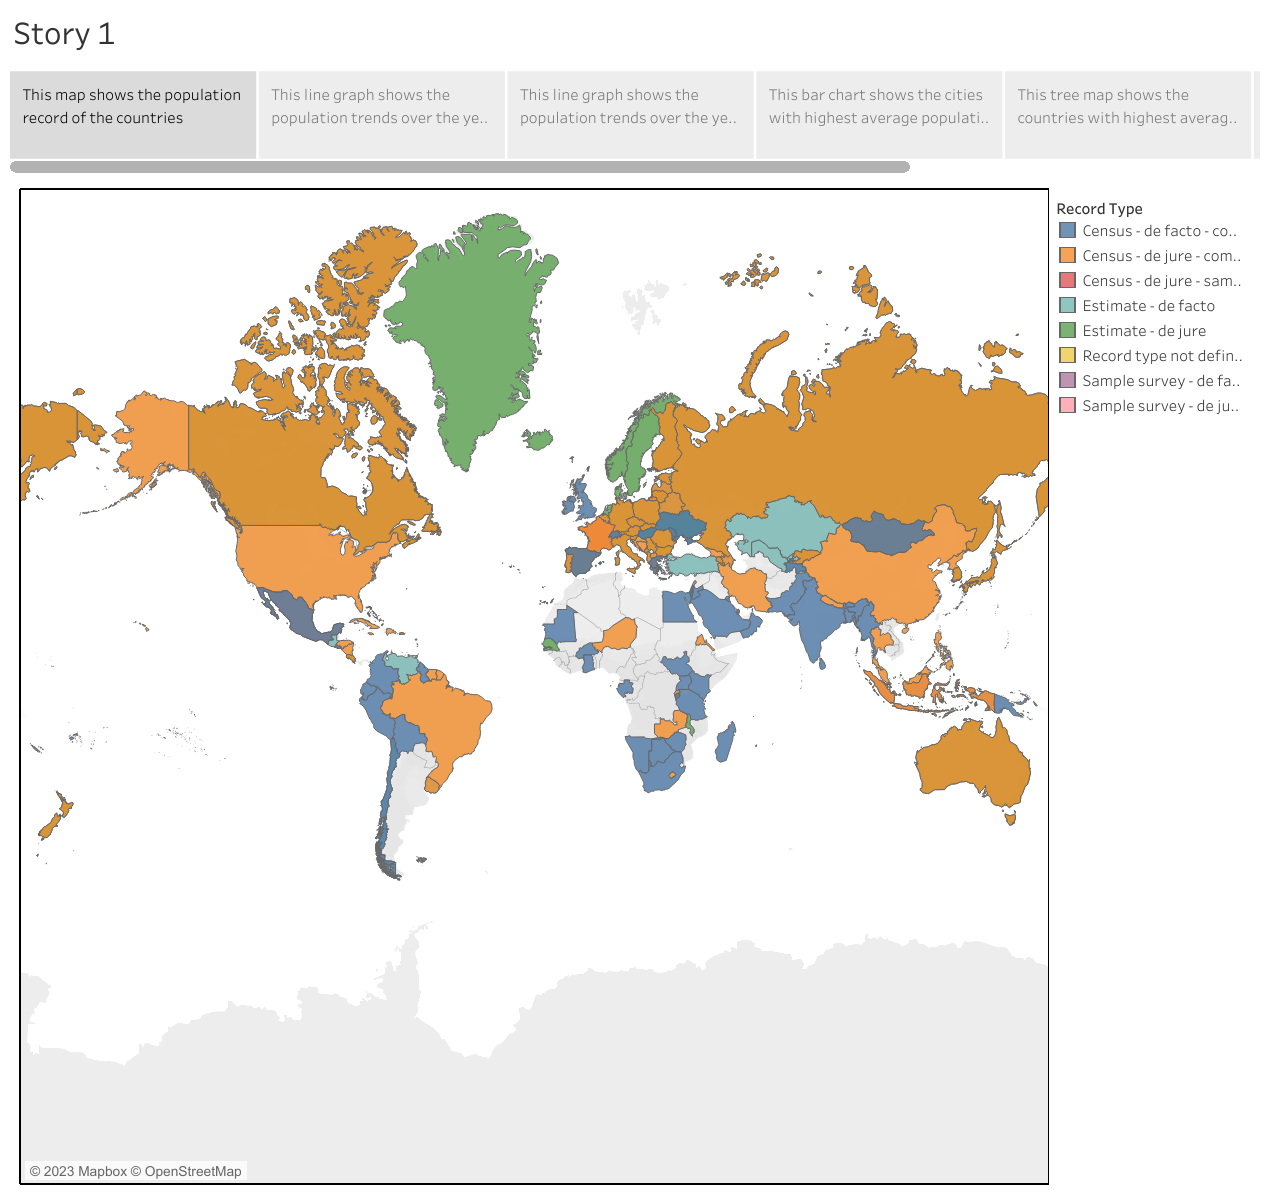 Story 1
This map shows the population
record of the countries
This line graph shows the
population trends over the ye..
This line graph shows the
population trends over the ye..
This bar chart shows the cities
with highest average populati..
This tree map shows the
countries with highest averag..
Record Type
Census - de facto - co..
Census - de jure - com..
Census - de jure - sam..
Estimate - de facto
Estimate - de jure
Record type not defin..
Sample survey - de fa..
Sample survey - de ju..
© 2023 Mapbox © OpenStreetMap